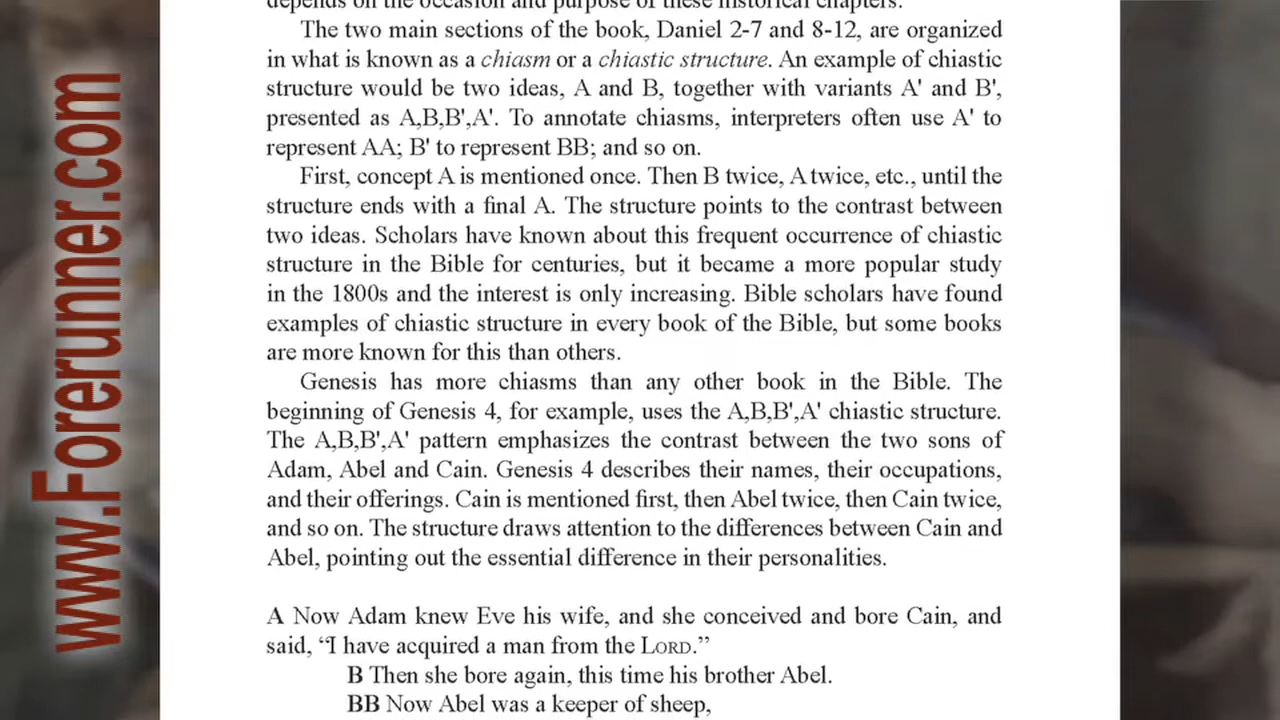 depends on the occasion and purpose of these historical chapters.
The two main sections of the book, Daniel 2-7 and 8-12, are organized
in what is known as a chiasm or a chiastic structure. An example of chiastic
structure would be two ideas, A and B, together with variants A' and B',
presented as A,B,B',A'. To annotate chiasms, interpreters often use A' to
represent AA; B' to represent BB; and so on.
First, concept A is mentioned once. Then B twice, A twice, etc., until the
structure ends with a final A. The structure points to the contrast between
two ideas. Scholars have known about this frequent occurrence of chiastic
structure in the Bible for centuries, but it became a more popular study
in the 1800s and the interest is only increasing. Bible scholars have found
examples of chiastic structure in every book of the Bible, but some books
are more known for this than others.
Genesis has more chiasms than any other book in the Bible. The
beginning of Genesis 4, for example, uses the A,B,B',A' chiastic structure.
The A,B,B',A' pattern emphasizes the contrast between the two sons of
Adam, Abel and Cain. Genesis 4 describes their names, their occupations,
and their offerings. Cain is mentioned first, then Abel twice, then Cain twice,
and so on. The structure draws attention to the differences between Cain and
Abel, pointing out the essential difference in their personalities.
A Now Adam knew Eve his wife, and she conceived and bore Cain, and
said, “I have acquired a man from the LORD.”
B Then she bore again, this time his brother Abel.
BB Now Abel was a keeper of sheep,
www.Forerunner.com